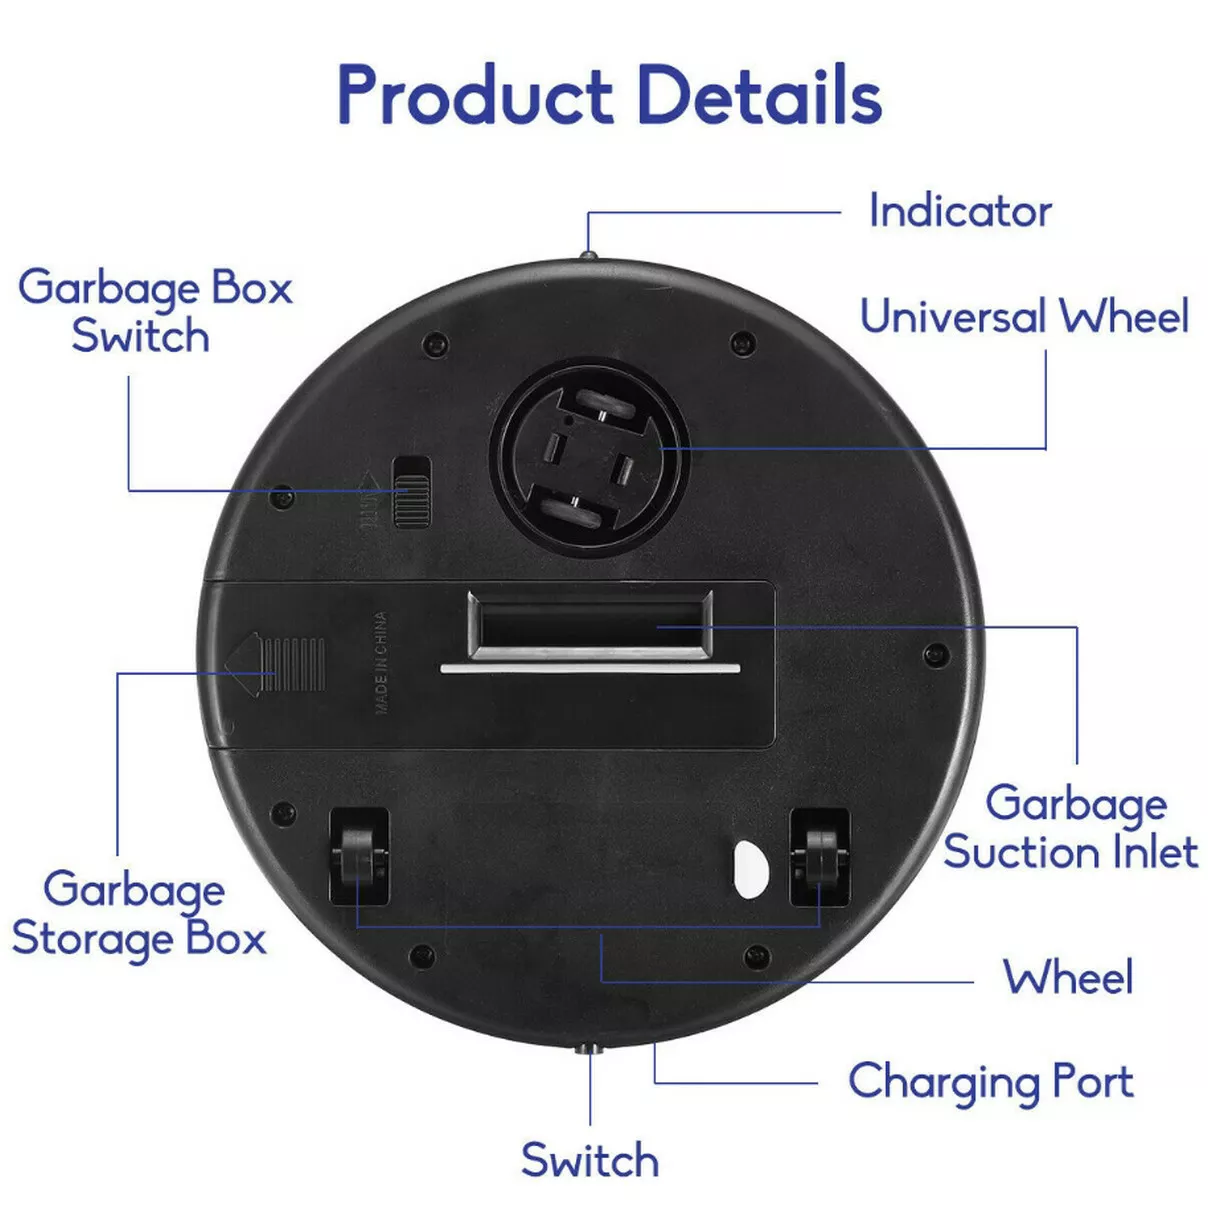 Product Details
Indicator
Garbage Box
Switch
Universal Wheel
MADE IN CHINA
Garbage
Suction Inlet
Garbage
Storage Box
Wheel
Charging Port
Switch